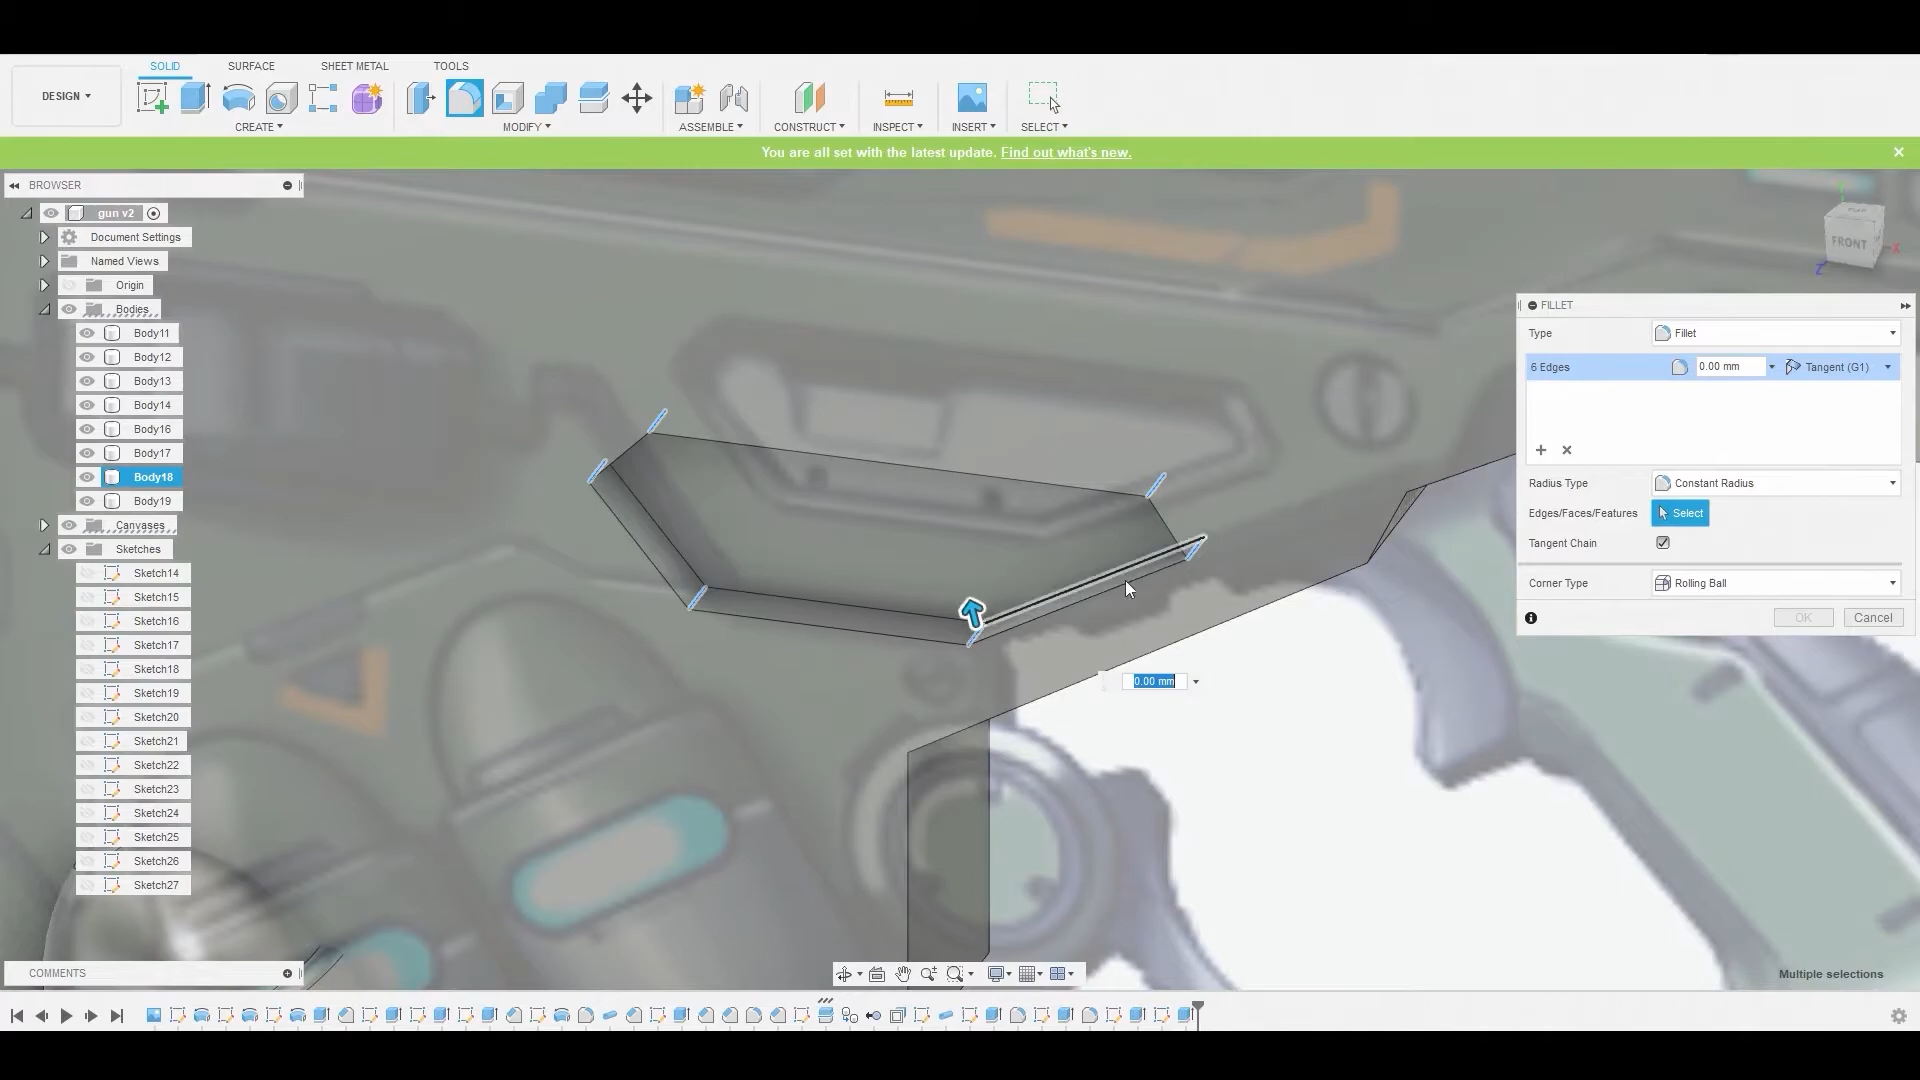 SOLID SURFACE SHEET METAL TOOLS
DESIGN
CREATE MODIFY ASSEMBLE CONSTRUCT INSPECT INSERT SELECT
You are all set with the latest update. Find out what's new.
BROWSER
gun v2
Document Settings
Named Views
Origin
Bodies
Body11
Body12
Body13
Body14
Body16
Body17
Body18
Body19
Canvases
Sketches
Sketch14
Sketch15
Sketch16
Sketch17
Sketch18
Sketch19
Sketch20
Sketch21
Sketch22
Sketch23
Sketch24
Sketch25
Sketch26
Sketch27
COMMENTS
TOP
FRONT
Y
X
Z
FILLET
Type Fillet
6 Edges 0.00 mm Tangent (G1)
Radius Type Constant Radius
Edges/Faces/Features Select
Tangent Chain
Corner Type Rolling Ball
OK Cancel
0.00 mm
Multiple selections